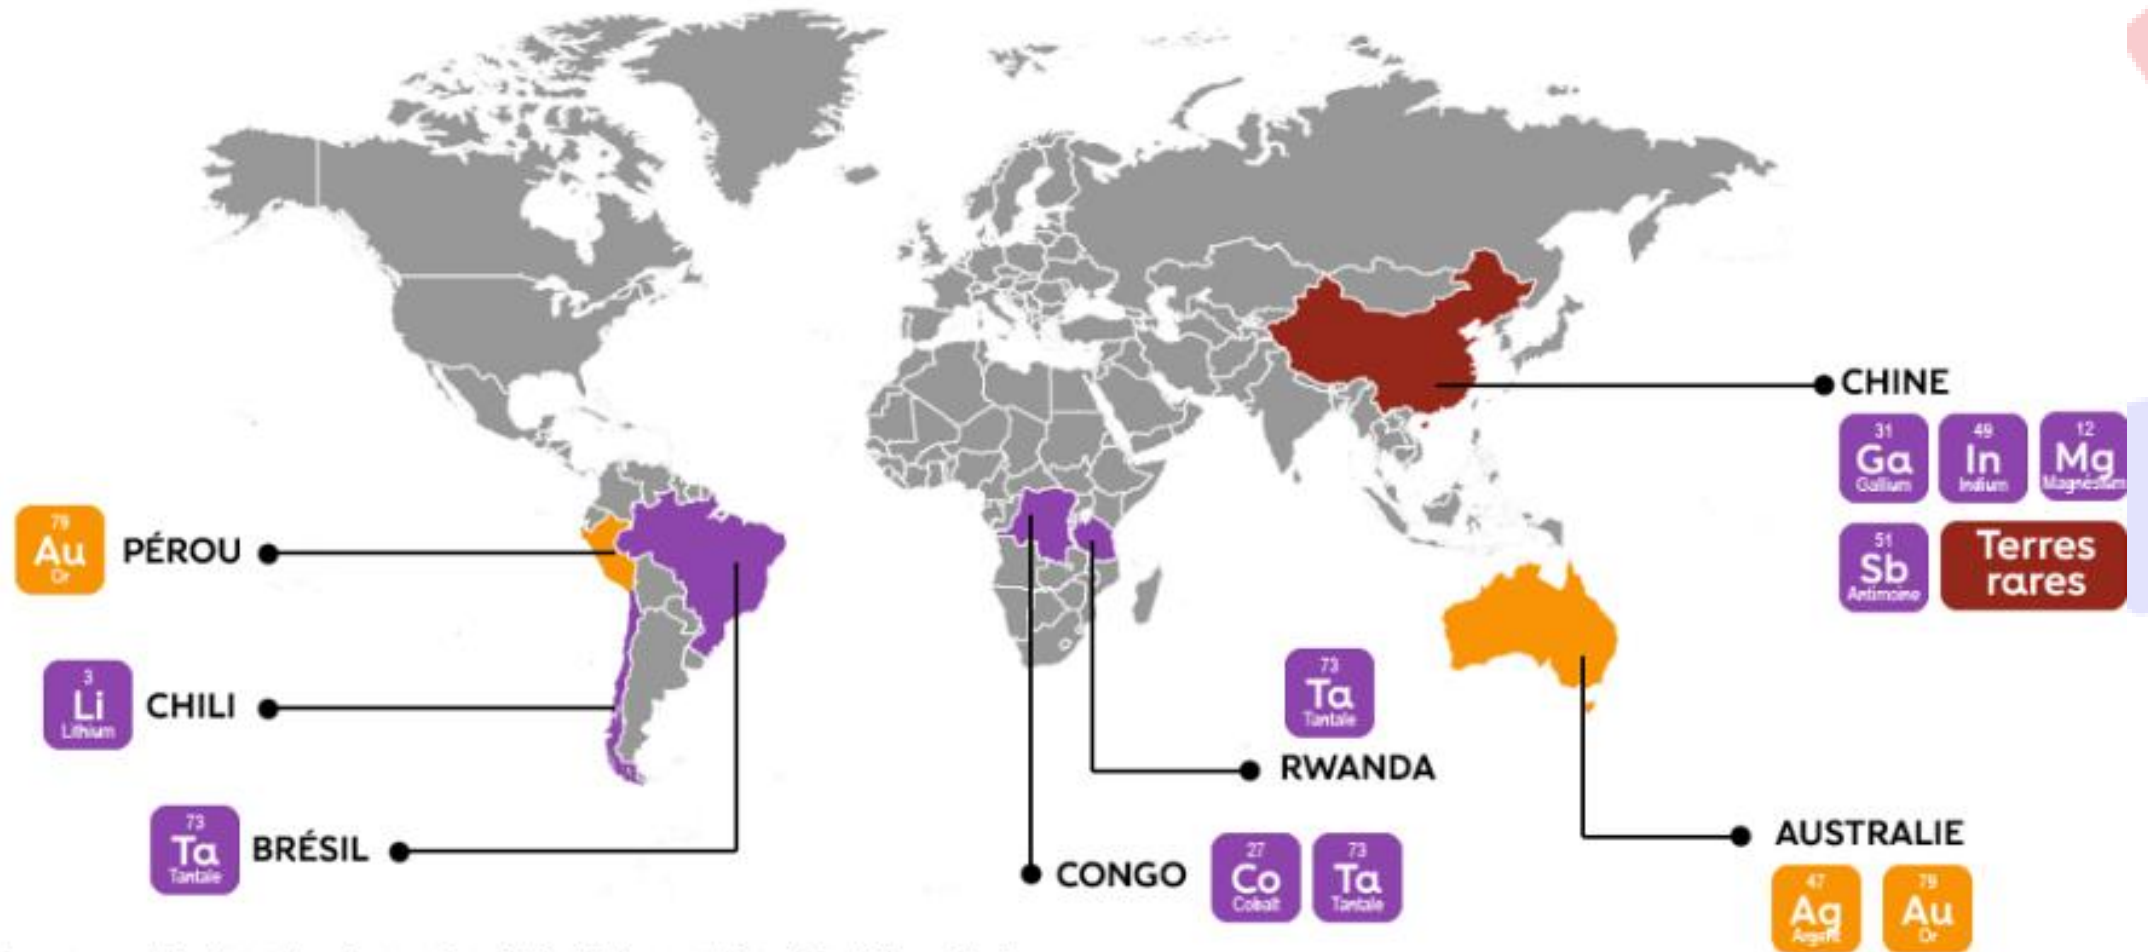 CHINE
31
Ga
Gallium
49
In
Indium
12
Mg
Magnésium
51
Sb
Antimoine
Terres
rares
79
Au
Or
PÉROU
3
Li
Lithium
CHILI
73
Ta
Tantale
BRÉSIL
73
Ta
Tantale
RWANDA
CONGO
27
Co
Cobalt
73
Ta
Tantale
AUSTRALIE
47
Ag
Argent
79
Au
Or